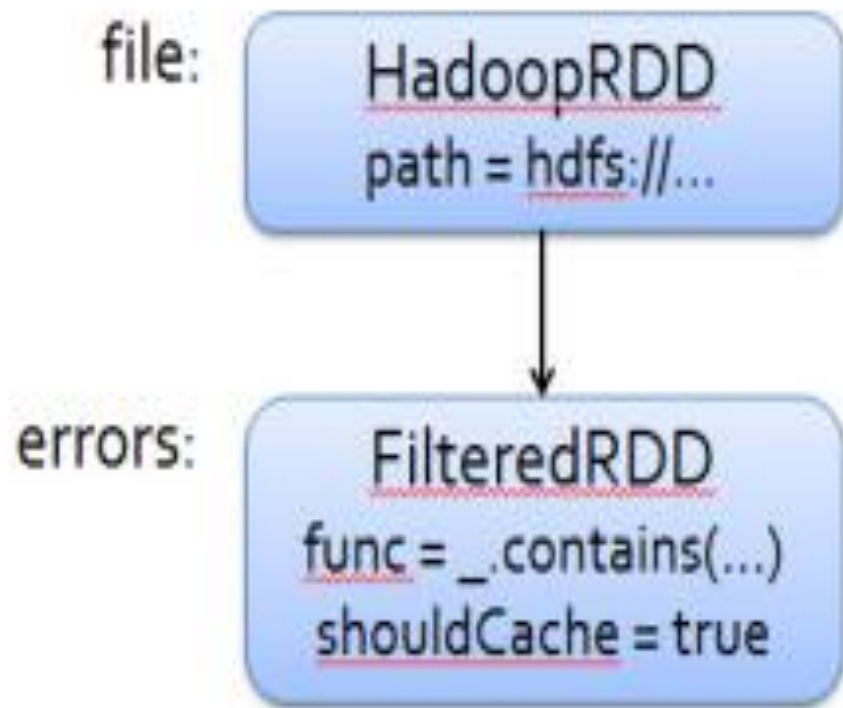 file:
HadoopRDD
path = hdfs://...
errors:
FilteredRDD
func = _.contains(...)
shouldCache = true